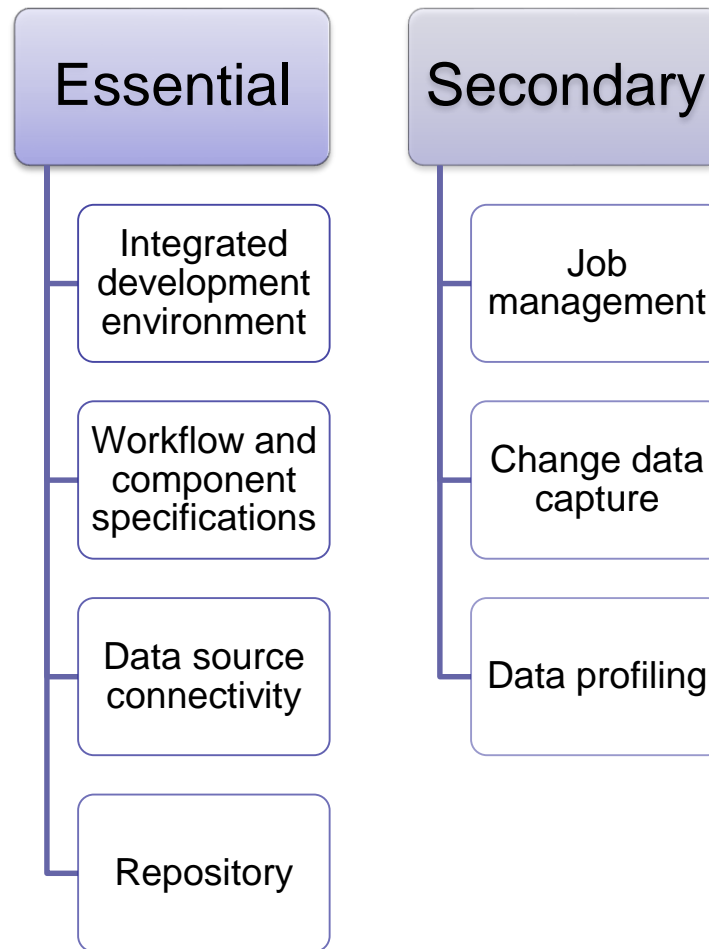 Essential
Integrated
development
environment
Workflow and
component
specifications
Data source
connectivity
Repository
Secondary
Job
management
Change data
capture
Data profiling